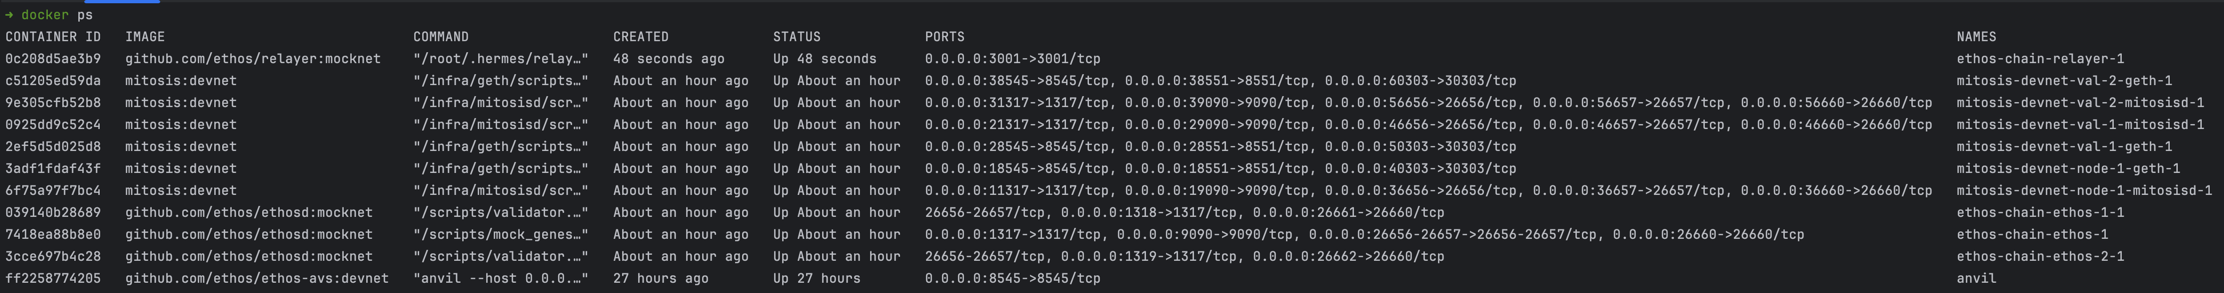 → docker ps
CONTAINER ID   IMAGE                              COMMAND                  CREATED             STATUS             PORTS                                                                                                                          NAMES
0c208d5ae3b9   github.com/ethos/relayer:mocknet   "/root/.hermes/relay…"   48 seconds ago      Up 48 seconds      0.0.0.0:3001->3001/tcp                                                                                                         ethos-chain-relayer-1
c51205ed59da   mitosis:devnet                     "/infra/geth/scripts…"   About an hour ago   Up About an hour   0.0.0.0:38545->8545/tcp, 0.0.0.0:38551->8551/tcp, 0.0.0.0:60303->30303/tcp                                                     mitosis-devnet-val-2-geth-1
9e305cfb52b8   mitosis:devnet                     "/infra/mitosisd/scr…"   About an hour ago   Up About an hour   0.0.0.0:31317->1317/tcp, 0.0.0.0:39090->9090/tcp, 0.0.0.0:56656->26656/tcp, 0.0.0.0:56657->26657/tcp, 0.0.0.0:56660->26660/tcp   mitosis-devnet-val-2-mitosisd-1
0925dd9c52c4   mitosis:devnet                     "/infra/mitosisd/scr…"   About an hour ago   Up About an hour   0.0.0.0:21317->1317/tcp, 0.0.0.0:29090->9090/tcp, 0.0.0.0:46656->26656/tcp, 0.0.0.0:46657->26657/tcp, 0.0.0.0:46660->26660/tcp   mitosis-devnet-val-1-mitosisd-1
2ef5d5d025d8   mitosis:devnet                     "/infra/geth/scripts…"   About an hour ago   Up About an hour   0.0.0.0:28545->8545/tcp, 0.0.0.0:28551->8551/tcp, 0.0.0.0:50303->30303/tcp                                                     mitosis-devnet-val-1-geth-1
3adf1fdaf43f   mitosis:devnet                     "/infra/geth/scripts…"   About an hour ago   Up About an hour   0.0.0.0:18545->8545/tcp, 0.0.0.0:18551->8551/tcp, 0.0.0.0:40303->30303/tcp                                                     mitosis-devnet-node-1-geth-1
6f75a97f7bc4   mitosis:devnet                     "/infra/mitosisd/scr…"   About an hour ago   Up About an hour   0.0.0.0:11317->1317/tcp, 0.0.0.0:19090->9090/tcp, 0.0.0.0:36656->26656/tcp, 0.0.0.0:36657->26657/tcp, 0.0.0.0:36660->26660/tcp   mitosis-devnet-node-1-mitosisd-1
039140b28689   github.com/ethos/ethosd:mocknet    "/scripts/validator.…"   About an hour ago   Up About an hour   26656-26657/tcp, 0.0.0.0:1318->1317/tcp, 0.0.0.0:26661->26660/tcp                                                              ethos-chain-ethos-1-1
7418ea88b8e0   github.com/ethos/ethosd:mocknet    "/scripts/mock_genes…"   About an hour ago   Up About an hour   0.0.0.0:1317->1317/tcp, 0.0.0.0:9090->9090/tcp, 0.0.0.0:26656-26657->26656-26657/tcp, 0.0.0.0:26660->26660/tcp                 ethos-chain-ethos-1
3cce697b4c28   github.com/ethos/ethosd:mocknet    "/scripts/validator.…"   About an hour ago   Up About an hour   26656-26657/tcp, 0.0.0.0:1319->1317/tcp, 0.0.0.0:26662->26660/tcp                                                              ethos-chain-ethos-2-1
ff2258774205   github.com/ethos/ethos-avs:devnet   "anvil --host 0.0.0.…"   27 hours ago        Up 27 hours        0.0.0.0:8545->8545/tcp                                                                                                         anvil